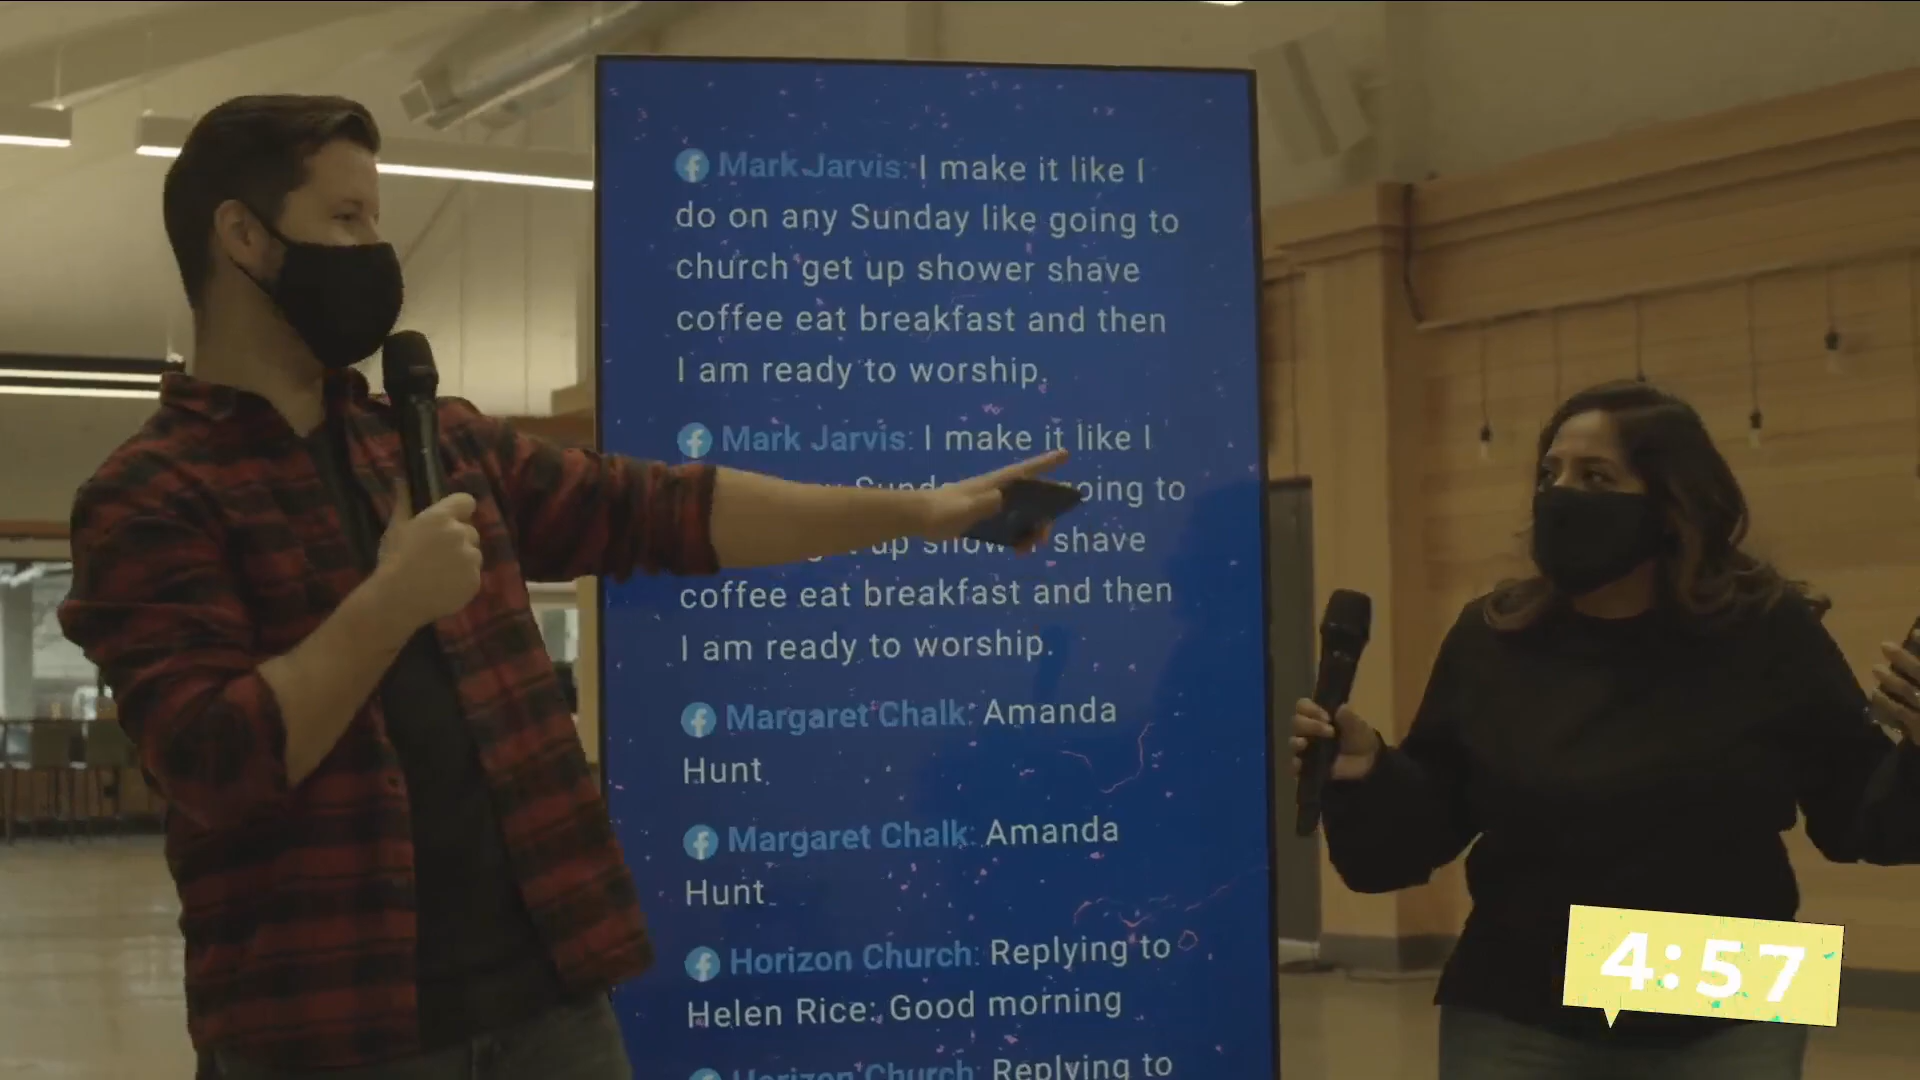 Mark Jarvis: I make it like I
do on any Sunday like going to
church get up shower shave
coffee eat breakfast and then
I am ready to worship.
Mark Jarvis: I make it like I
going to
up shower shave
coffee eat breakfast and then
I am ready to worship.
Margaret Chalk: Amanda
Hunt
Margaret Chalk: Amanda
Hunt
Horizon Church: Replying to
Helen Rice: Good morning
Horizon Church: Replying to
4:57